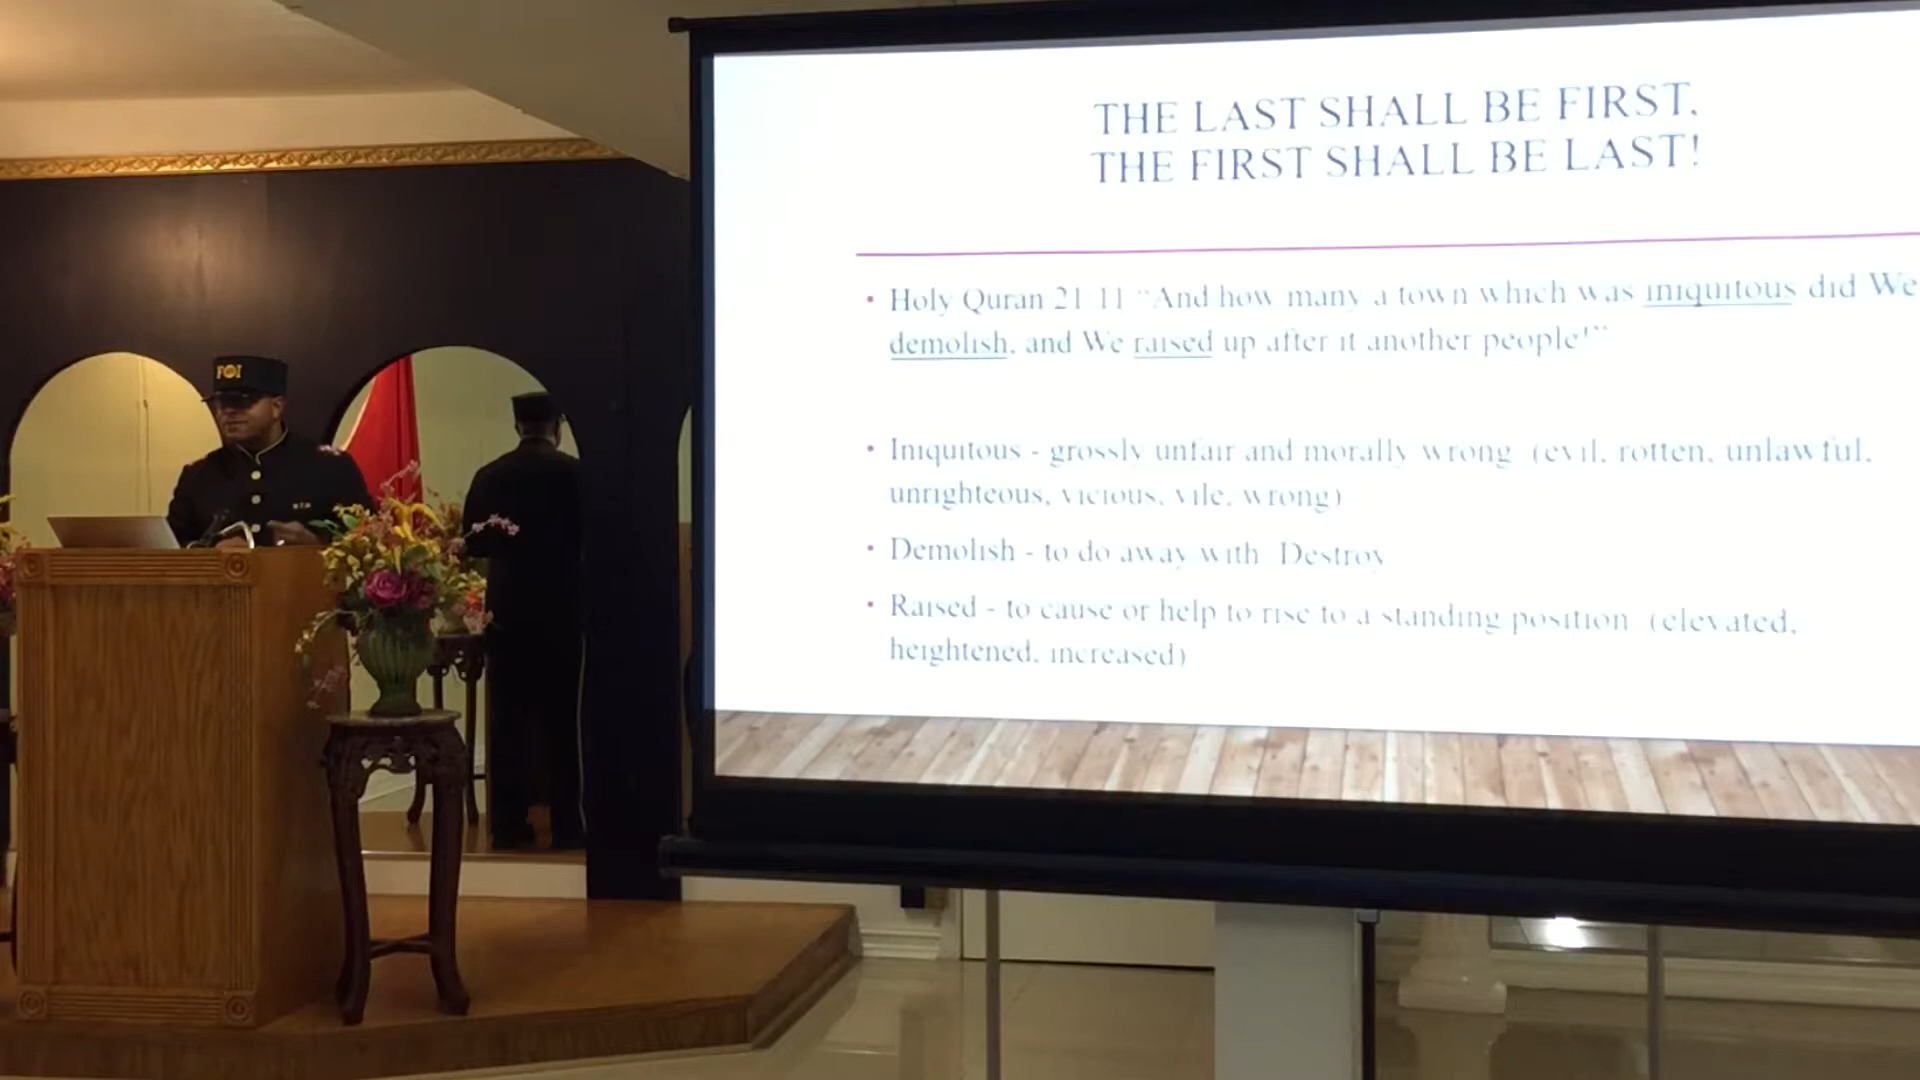 FOI
THE LAST SHALL BE FIRST,
THE FIRST SHALL BE LAST!
• Holy Quran 21 11 “And how many a town which was iniquitous did We
demolish, and We raised up after it another people!”
• Iniquitous - grossly unfair and morally wrong (evil, rotten, unlawful,
unrighteous, vicious, vile, wrong)
• Demolish - to do away with Destroy
• Raised - to cause or help to rise to a standing position (elevated,
heightened, increased)